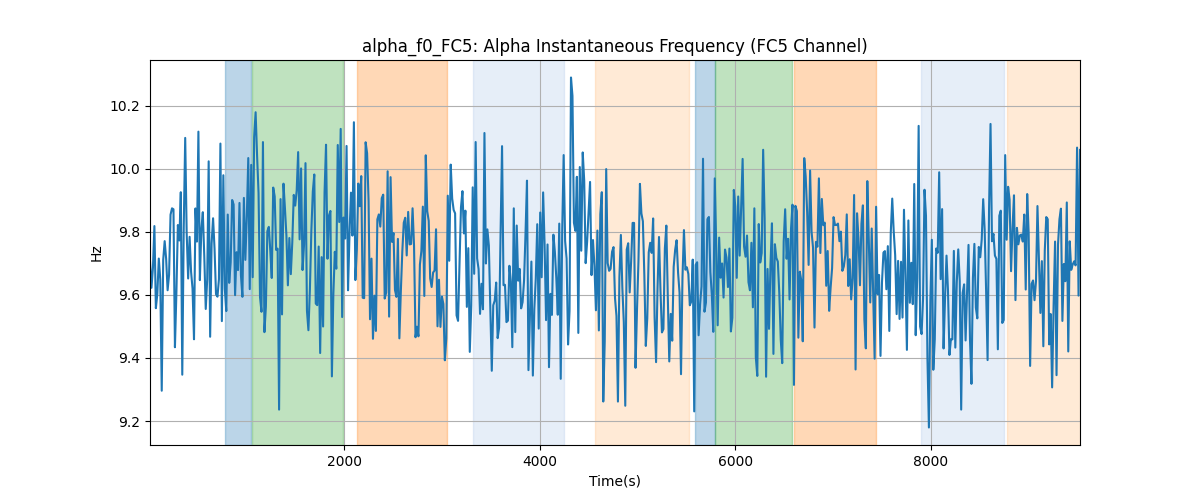 alpha_f0_FC5: Alpha Instantaneous Frequency (FC5 Channel)
10.2
10.0
9.8
9.6
9.4
9.2
Hz
2000 4000 6000 8000
Time(s)